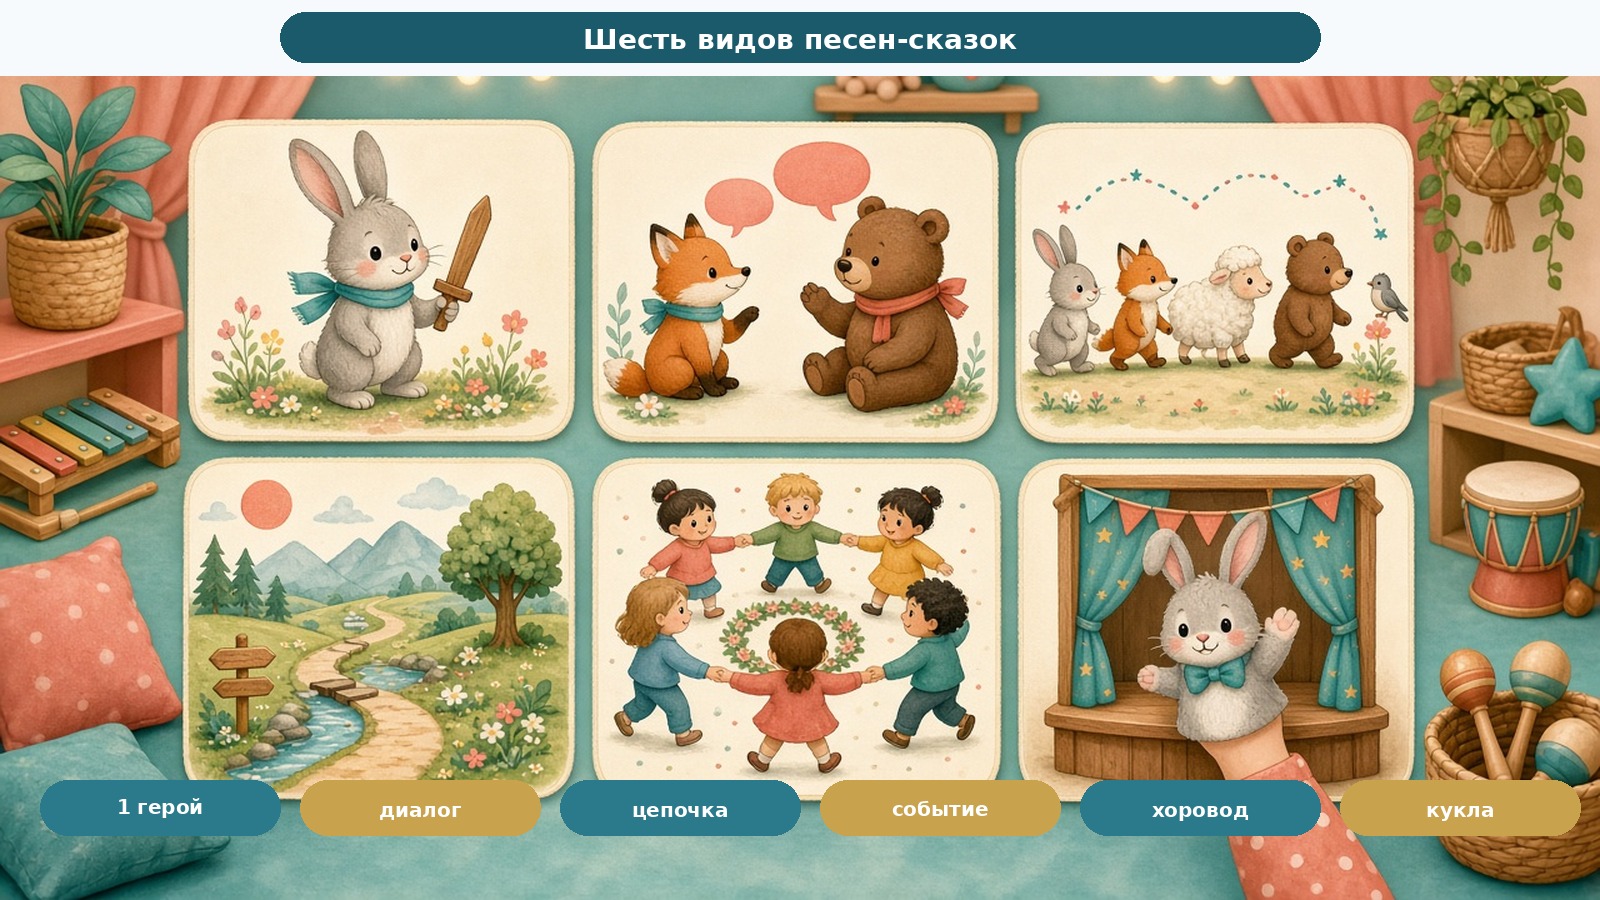 Шесть видов песен-сказок
1 герой
диалог
цепочка
событие
хоровод
кукла